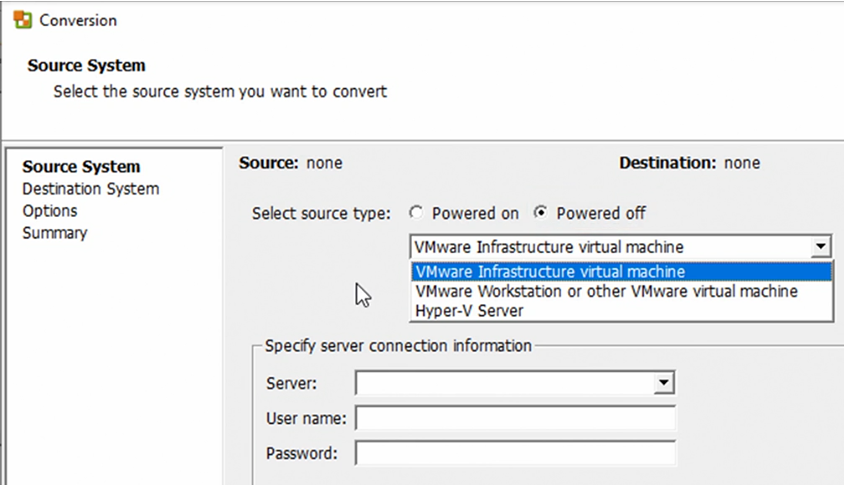 Conversion
Source System
Select the source system you want to convert
Source System
Destination System
Options
Summary
Source: none
Destination: none
Select source type: Powered on Powered off
VMware Infrastructure virtual machine
VMware Infrastructure virtual machine
VMware Workstation or other VMware virtual machine
Hyper-V Server
Specify server connection information
Server:
User name:
Password: